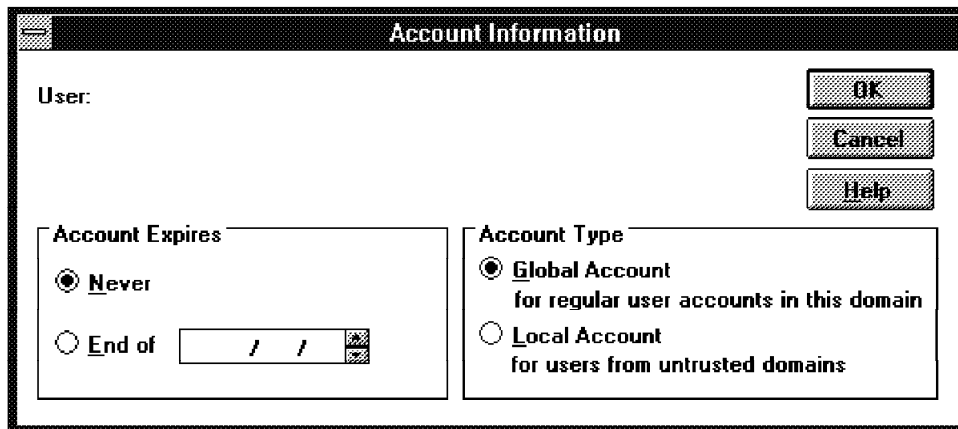 Account Information
User:
OK
Cancel
Help
Account Expires
Never
End of / /
Account Type
Global Account
for regular user accounts in this domain
Local Account
for users from untrusted domains